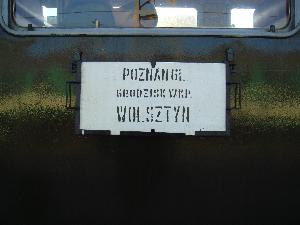 POZNAŃ GŁ.
GRODZISK WKP.
WOLSZTYN